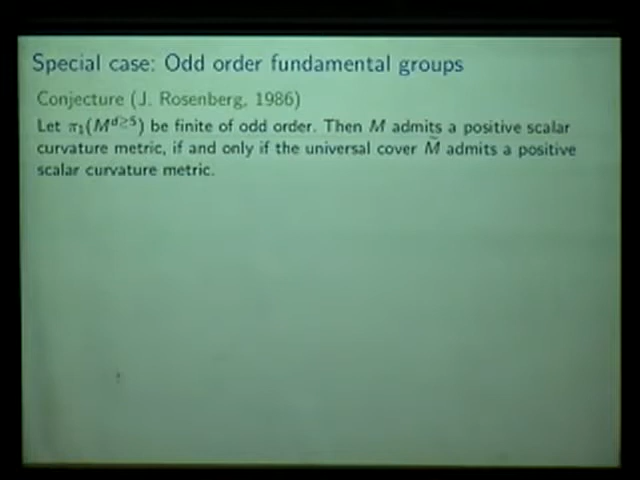 Special case: Odd order fundamental groups
Conjecture (J. Rosenberg, 1986)
Let π₁(M^{d≥5}) be finite of odd order. Then M admits a positive scalar
curvature metric, if and only if the universal cover M̃ admits a positive
scalar curvature metric.